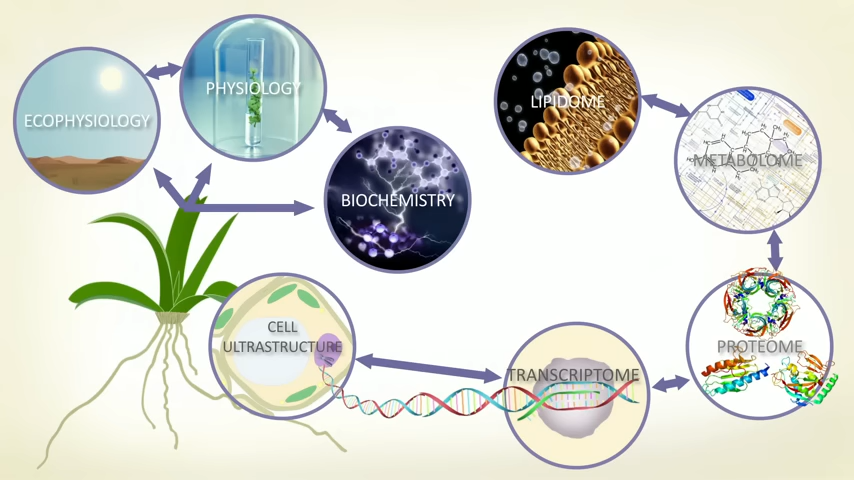 ECOPHYSIOLOGY
PHYSIOLOGY
BIOCHEMISTRY
LIPIDOME
METABOLOME
PROTEOME
TRANSCRIPTOME
CELL
ULTRASTRUCTURE